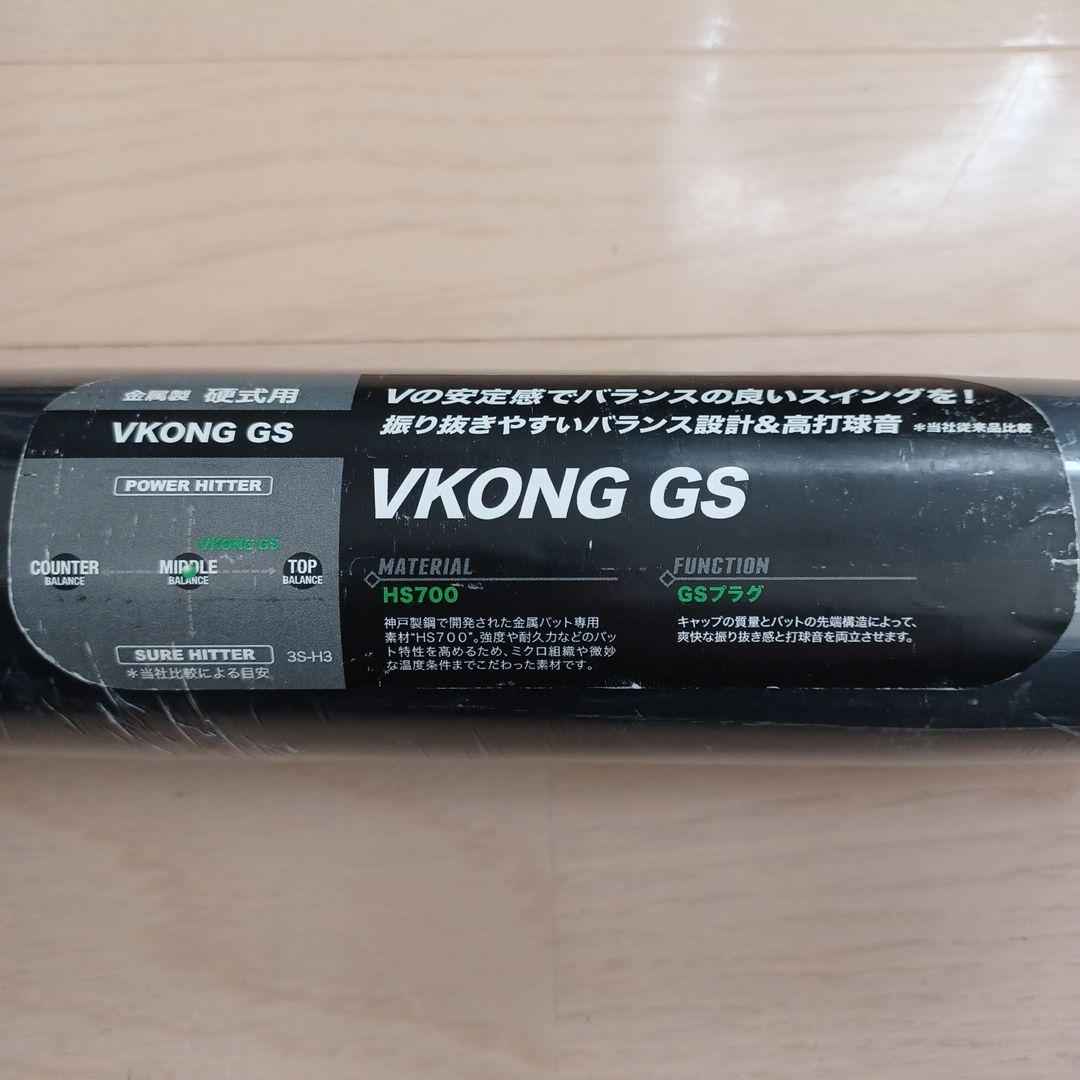 金属製 硬式用
VKONG GS
POWER HITTER
VKONG GS
COUNTER BALANCE
MIDDLE BALANCE
TOP BALANCE
SURE HITTER 3S-H3
*当社比較による目安
Vの安定感でバランスの良いスイングを!
振り抜きやすいバランス設計&高打球音 *当社従来品比較
VKONG GS
MATERIAL
HS700
神戸製鋼で開発された金属バット専用
素材"HS700"。強度や耐久力などのバッ
ト特性を高めるため、ミクロ組織や微妙
な温度条件までこだわった素材です。
FUNCTION
GSプラグ
キャップの質量とバットの先端構造によって、
爽快な振り抜き感と打球音を両立させます。